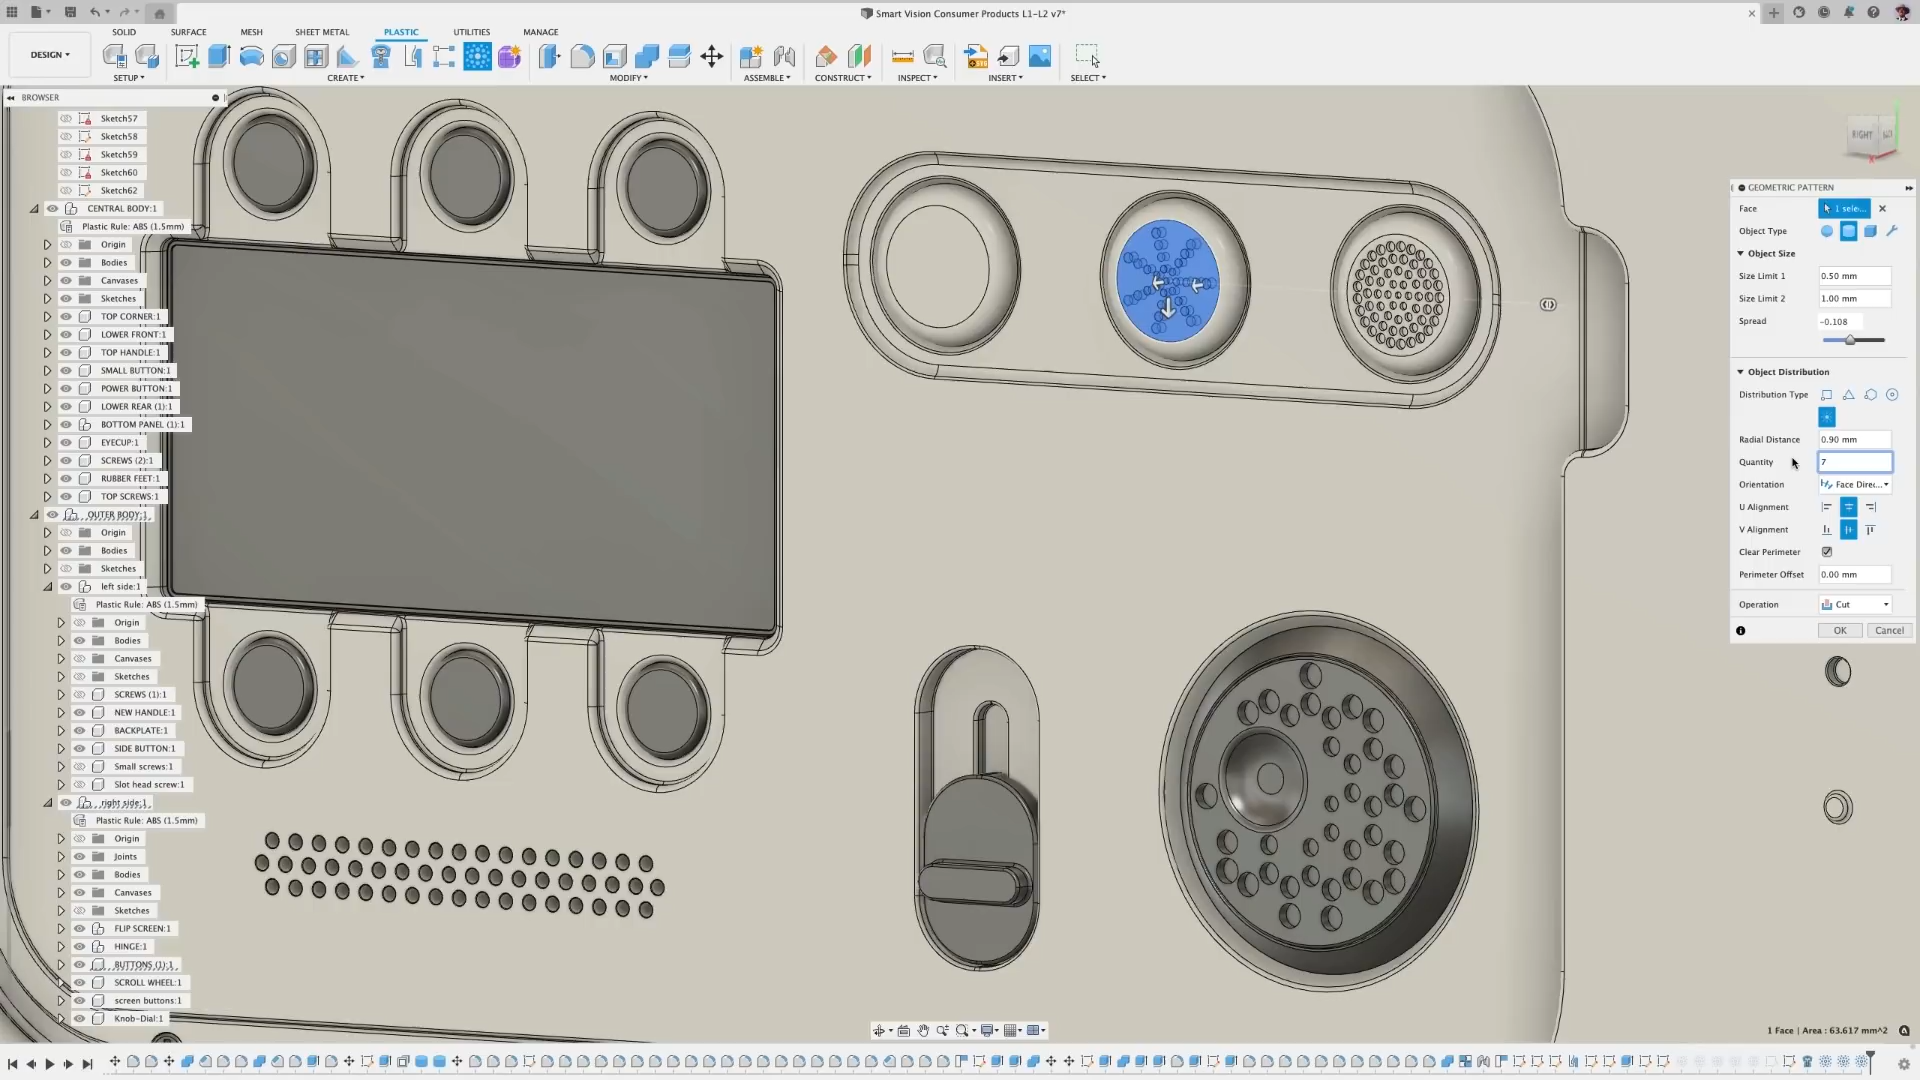 Smart Vision Consumer Products L1-L2 v7*
DESIGN
SOLID
SURFACE
MESH
SHEET METAL
PLASTIC
UTILITIES
MANAGE
SETUP
CREATE
MODIFY
ASSEMBLE
CONSTRUCT
INSPECT
INSERT
SELECT
BROWSER
Sketch57
Sketch58
Sketch59
Sketch60
Sketch62
CENTRAL BODY:1
Plastic Rule: ABS (1.5mm)
Origin
Bodies
Canvases
Sketches
TOP CORNER:1
LOWER FRONT:1
TOP HANDLE:1
SMALL BUTTON:1
POWER BUTTON:1
LOWER REAR (1):1
BOTTOM PANEL (1):1
EYECUP:1
SCREWS (2):1
RUBBER FEET:1
TOP SCREWS:1
OUTER BODY:1
Origin
Bodies
Sketches
left side:1
Plastic Rule: ABS (1.5mm)
Origin
Bodies
Canvases
Sketches
SCREWS (1):1
NEW HANDLE:1
BACKPLATE:1
SIDE BUTTON:1
Small screws:1
Slot head screw:1
right side:1
Plastic Rule: ABS (1.5mm)
Origin
Joints
Bodies
Canvases
Sketches
FLIP SCREEN:1
HINGE:1
BUTTONS (1):1
SCROLL WHEEL:1
screen buttons:1
Knob-Dial:1
RIGHT
GEOMETRIC PATTERN
Face 1 sele...
Object Type
Object Size
Size Limit 1 0.50 mm
Size Limit 2 1.00 mm
Spread -0.108
Object Distribution
Distribution Type
Radial Distance 0.90 mm
Quantity 7
Orientation Face Direc...
U Alignment
V Alignment
Clear Perimeter
Perimeter Offset 0.00 mm
Operation Cut
OK Cancel
1 Face | Area : 63.617 mm^2